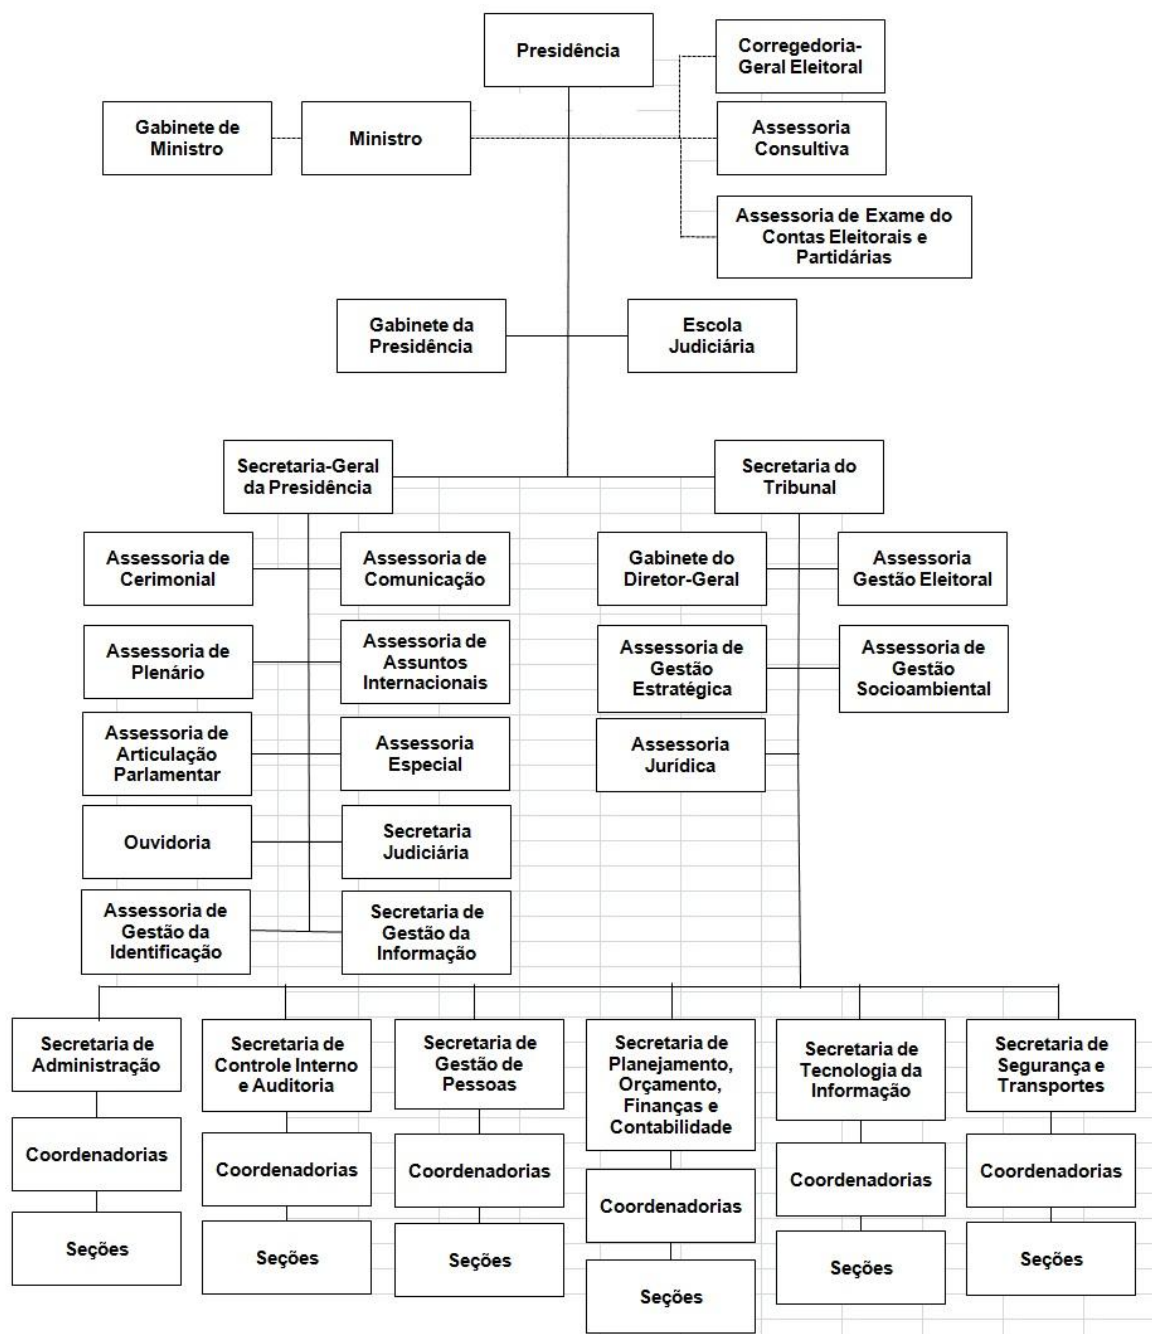 Presidência
Corregedoria-
Geral Eleitoral
Gabinete de
Ministro
Ministro
Assessoria
Consultiva
Assessoria de Exame do
Contas Eleitorais e
Partidárias
Gabinete da
Presidência
Escola
Judiciária
Secretaria-Geral
da Presidência
Secretaria do
Tribunal
Assessoria de
Cerimonial
Assessoria de
Comunicação
Gabinete do
Diretor-Geral
Assessoria
Gestão Eleitoral
Assessoria de
Plenário
Assessoria de
Assuntos
Internacionais
Assessoria de
Gestão
Estratégica
Assessoria de
Gestão
Socioambiental
Assessoria de
Articulação
Parlamentar
Assessoria
Especial
Assessoria
Jurídica
Ouvidoria
Secretaria
Judiciária
Assessoria de
Gestão da
Identificação
Secretaria de
Gestão da
Informação
Secretaria de
Administração
Secretaria de
Controle Interno
e Auditoria
Secretaria de
Gestão de
Pessoas
Secretaria de
Planejamento,
Orçamento,
Finanças e
Contabilidade
Secretaria de
Tecnologia da
Informação
Secretaria de
Segurança e
Transportes
Coordenadorias
Coordenadorias
Coordenadorias
Coordenadorias
Coordenadorias
Coordenadorias
Seções
Seções
Seções
Seções
Seções
Seções